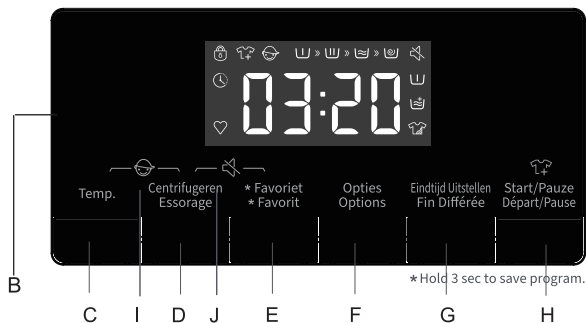 03:20
Temp.
Centrifugeren
Essorage
* Favoriet
* Favorit
Opties
Options
Eindtijd Uitstellen
Fin Différée
Start/Pauze
Départ/Pause
* Hold 3 sec to save program.
B
C I D J E F G H